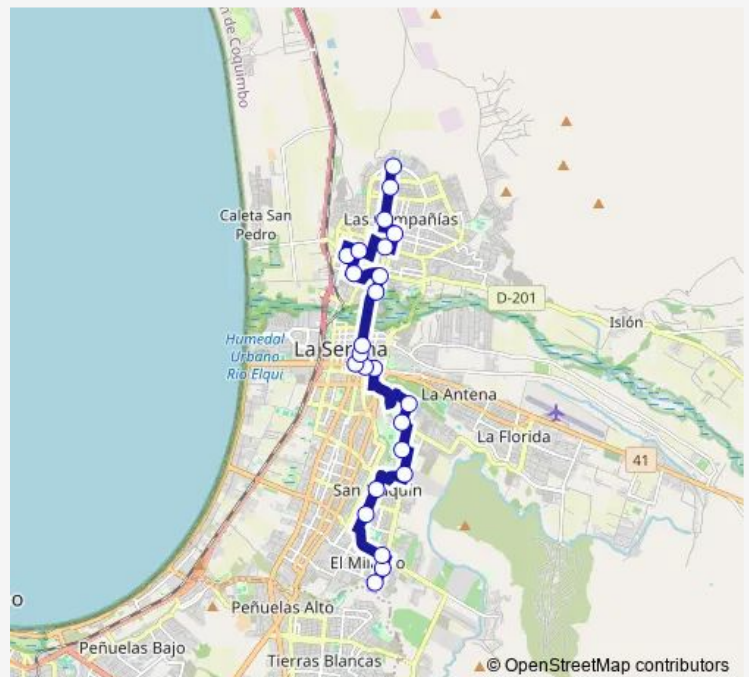 n de Coquimbo
Caleta San
Pedro
Las Compañías
D-201
Islón
Humedal
Urbano
Río Elqui
La Serena
La Antena
La Florida
41
San Joaquín
El Milagro
Peñuelas Alto
Peñuelas Bajo
Tierras Blancas
o
© OpenStreetMap contributors